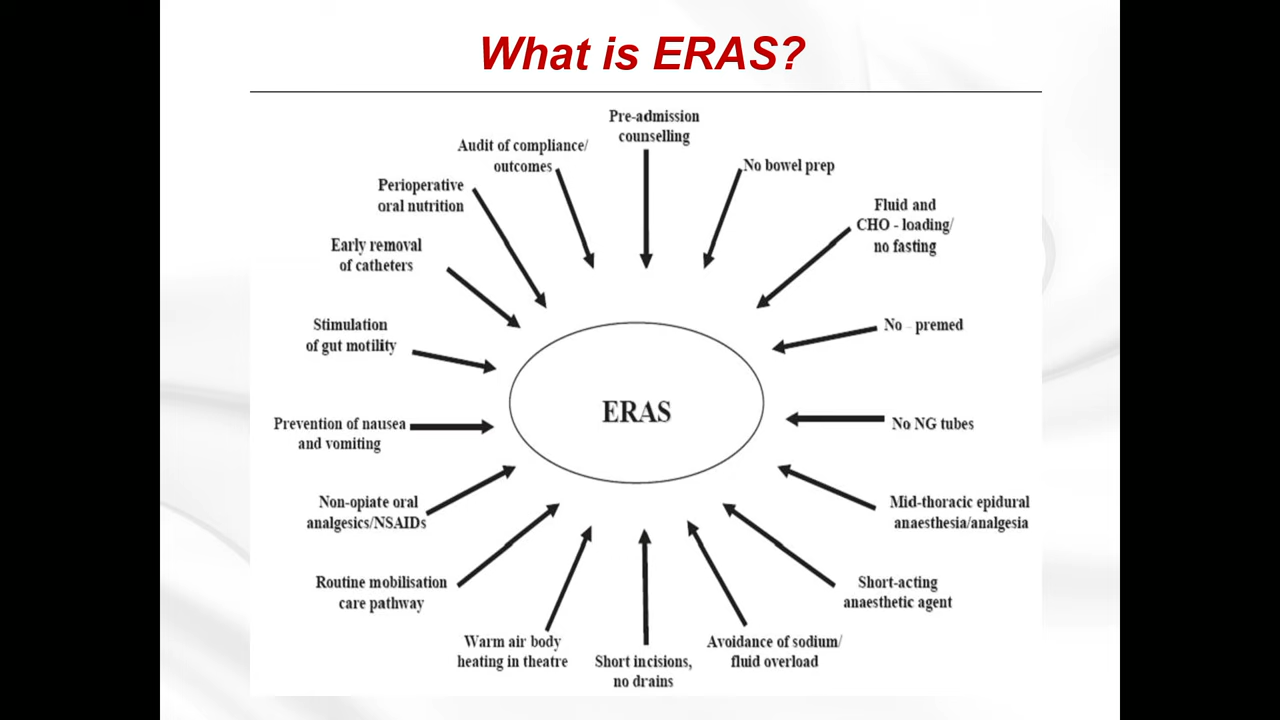 What is ERAS?
Pre-admission
counselling
No bowel prep
Fluid and
CHO - loading/
no fasting
No - premed
No NG tubes
Mid-thoracic epidural
anaesthesia/analgesia
Short-acting
anaesthetic agent
Avoidance of sodium/
fluid overload
Short incisions,
no drains
Warm air body
heating in theatre
Routine mobilisation
care pathway
Non-opiate oral
analgesics/NSAIDs
Prevention of nausea
and vomiting
Stimulation
of gut motility
Early removal
of catheters
Perioperative
oral nutrition
Audit of compliance/
outcomes
ERAS